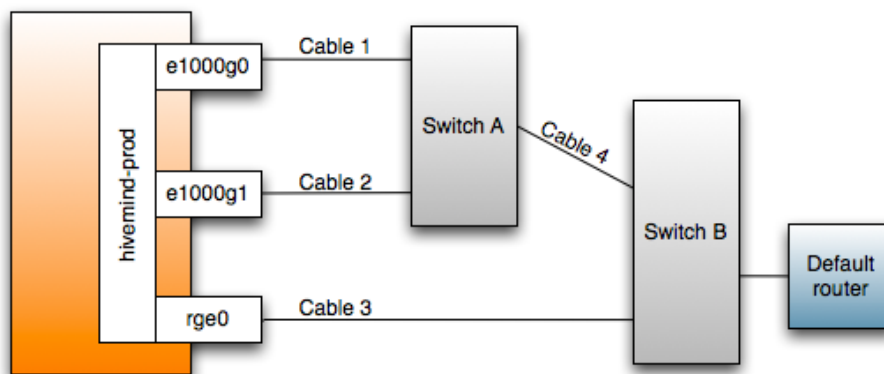 hivemind-prod
e1000g0
e1000g1
rge0
Cable 1
Cable 2
Cable 3
Switch A
Cable 4
Switch B
Default
router